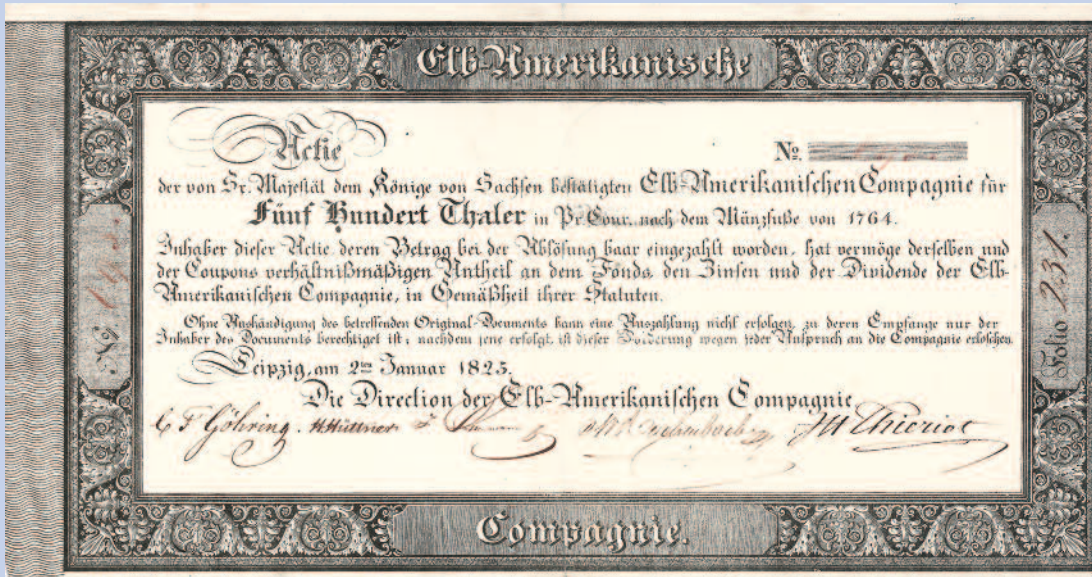 Elb-Amerikanische
Actie
No.
der von Sr. Majestät dem Könige von Sachsen bestätigten Elb-Amerikanischen Compagnie für
Fünf Hundert Thaler in Pr. Cour. nach dem Münzfuße von 1764.
Inhaber dieser Actie deren Betrag bei der Ablösung baar eingezahlt worden, hat vermöge derselben und
der Coupons verhältnißmäßigen Antheil an dem Fonds, den Zinsen und der Dividende der Elb-
Amerikanischen Compagnie, in Gemäßheit ihrer Statuten.
Ohne Aushändigung des betreffenden Original-Documents kann eine Auszahlung nicht erfolgen, zu deren Empfange nur der
Inhaber des Documents berechtiget ist; nachdem jene erfolgt, ist dieser Forderung wegen jeder Anspruch an die Compagnie erloschen.
Leipzig, am 2ten Januar 1825.
Die Direction der Elb-Amerikanischen Compagnie
C F Göhring. H. Hüttner JH Thieriot
No.
Folio 231.
Compagnie.